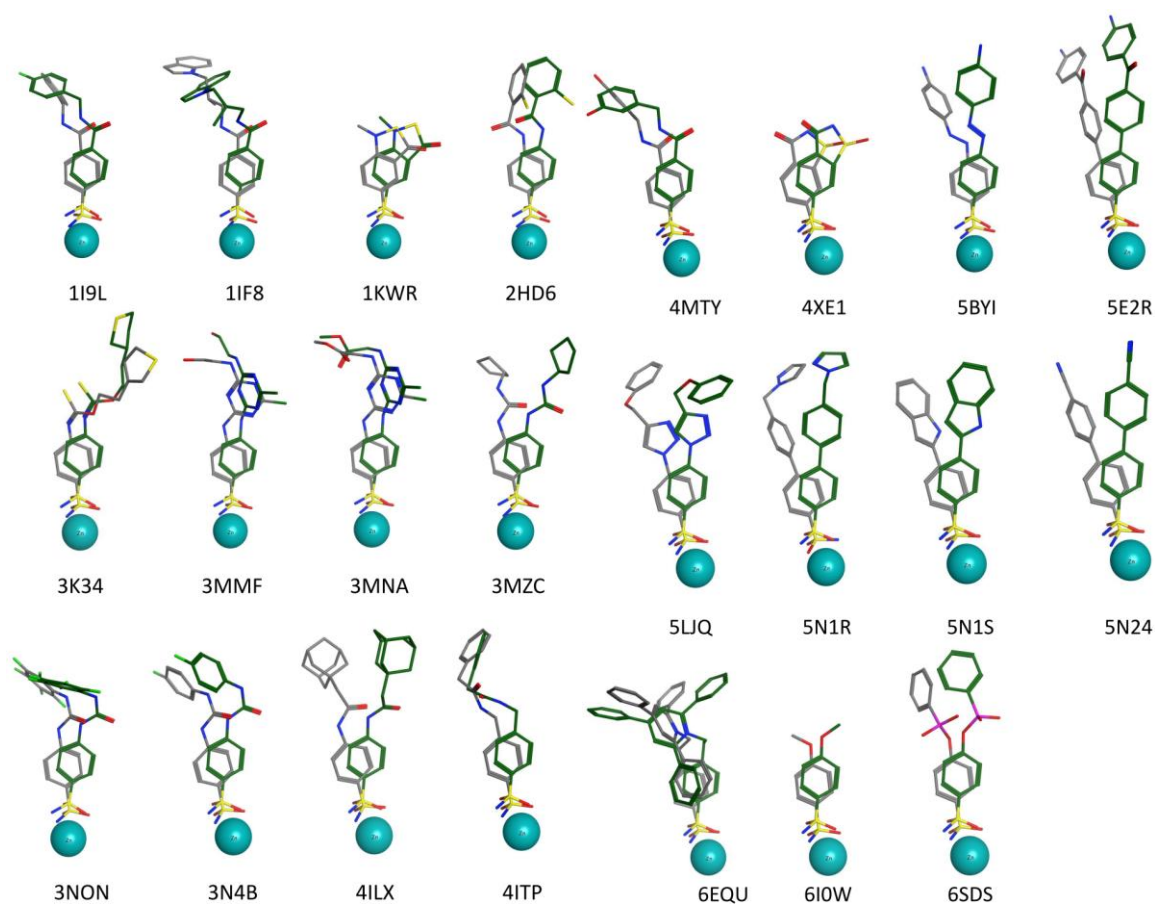 1I9L 1IF8 1KWR 2HD6 4MTY 4XE1 5BYI 5E2R
3K34 3MMF 3MNA 3MZC 5LJQ 5N1R 5N1S 5N24
3NON 3N4B 4ILX 4ITP 6EQU 6I0W 6SDS